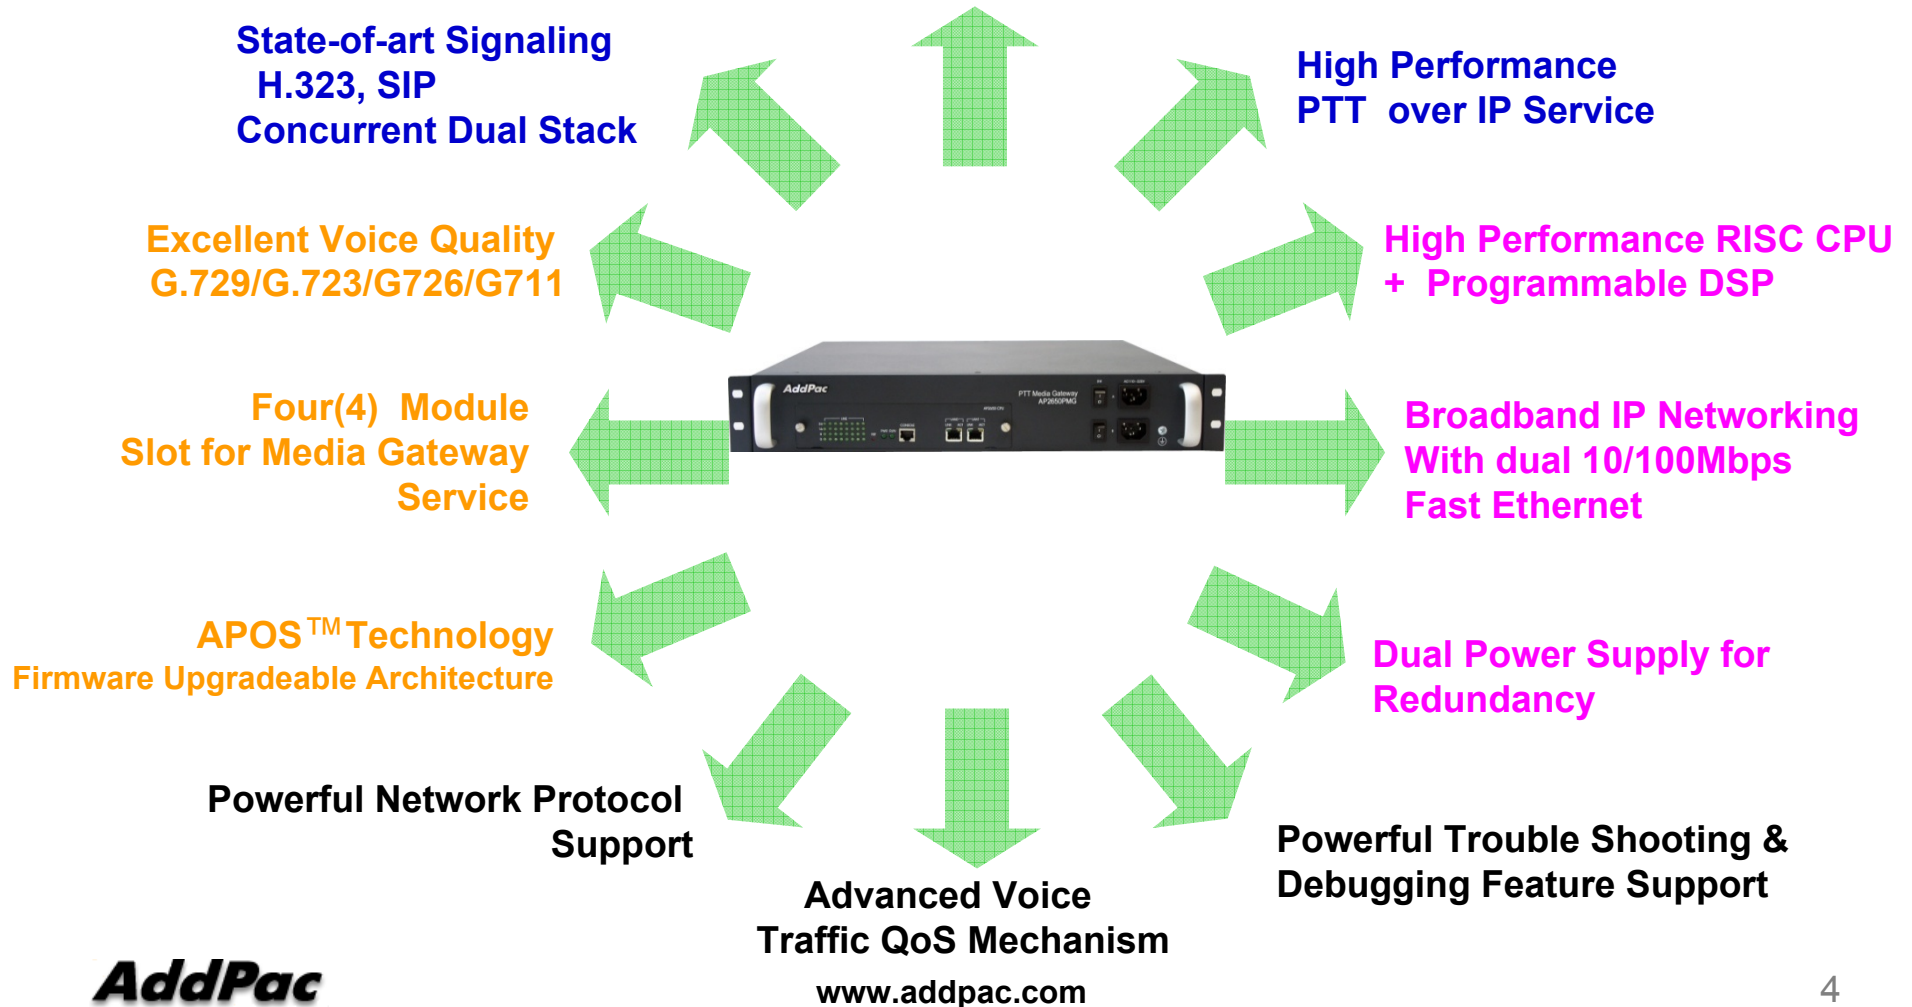 State-of-art Signaling
H.323, SIP
Concurrent Dual Stack
High Performance
PTT over IP Service
Excellent Voice Quality
G.729/G.723/G726/G711
High Performance RISC CPU
+ Programmable DSP
AddPac
PTT Media Gateway
AP2650PMG
Four(4) Module
Slot for Media Gateway
Service
Broadband IP Networking
With dual 10/100Mbps
Fast Ethernet
APOS™Technology
Firmware Upgradeable Architecture
Dual Power Supply for
Redundancy
Powerful Network Protocol
Support
Powerful Trouble Shooting &
Debugging Feature Support
Advanced Voice
Traffic QoS Mechanism
AddPac
www.addpac.com
4